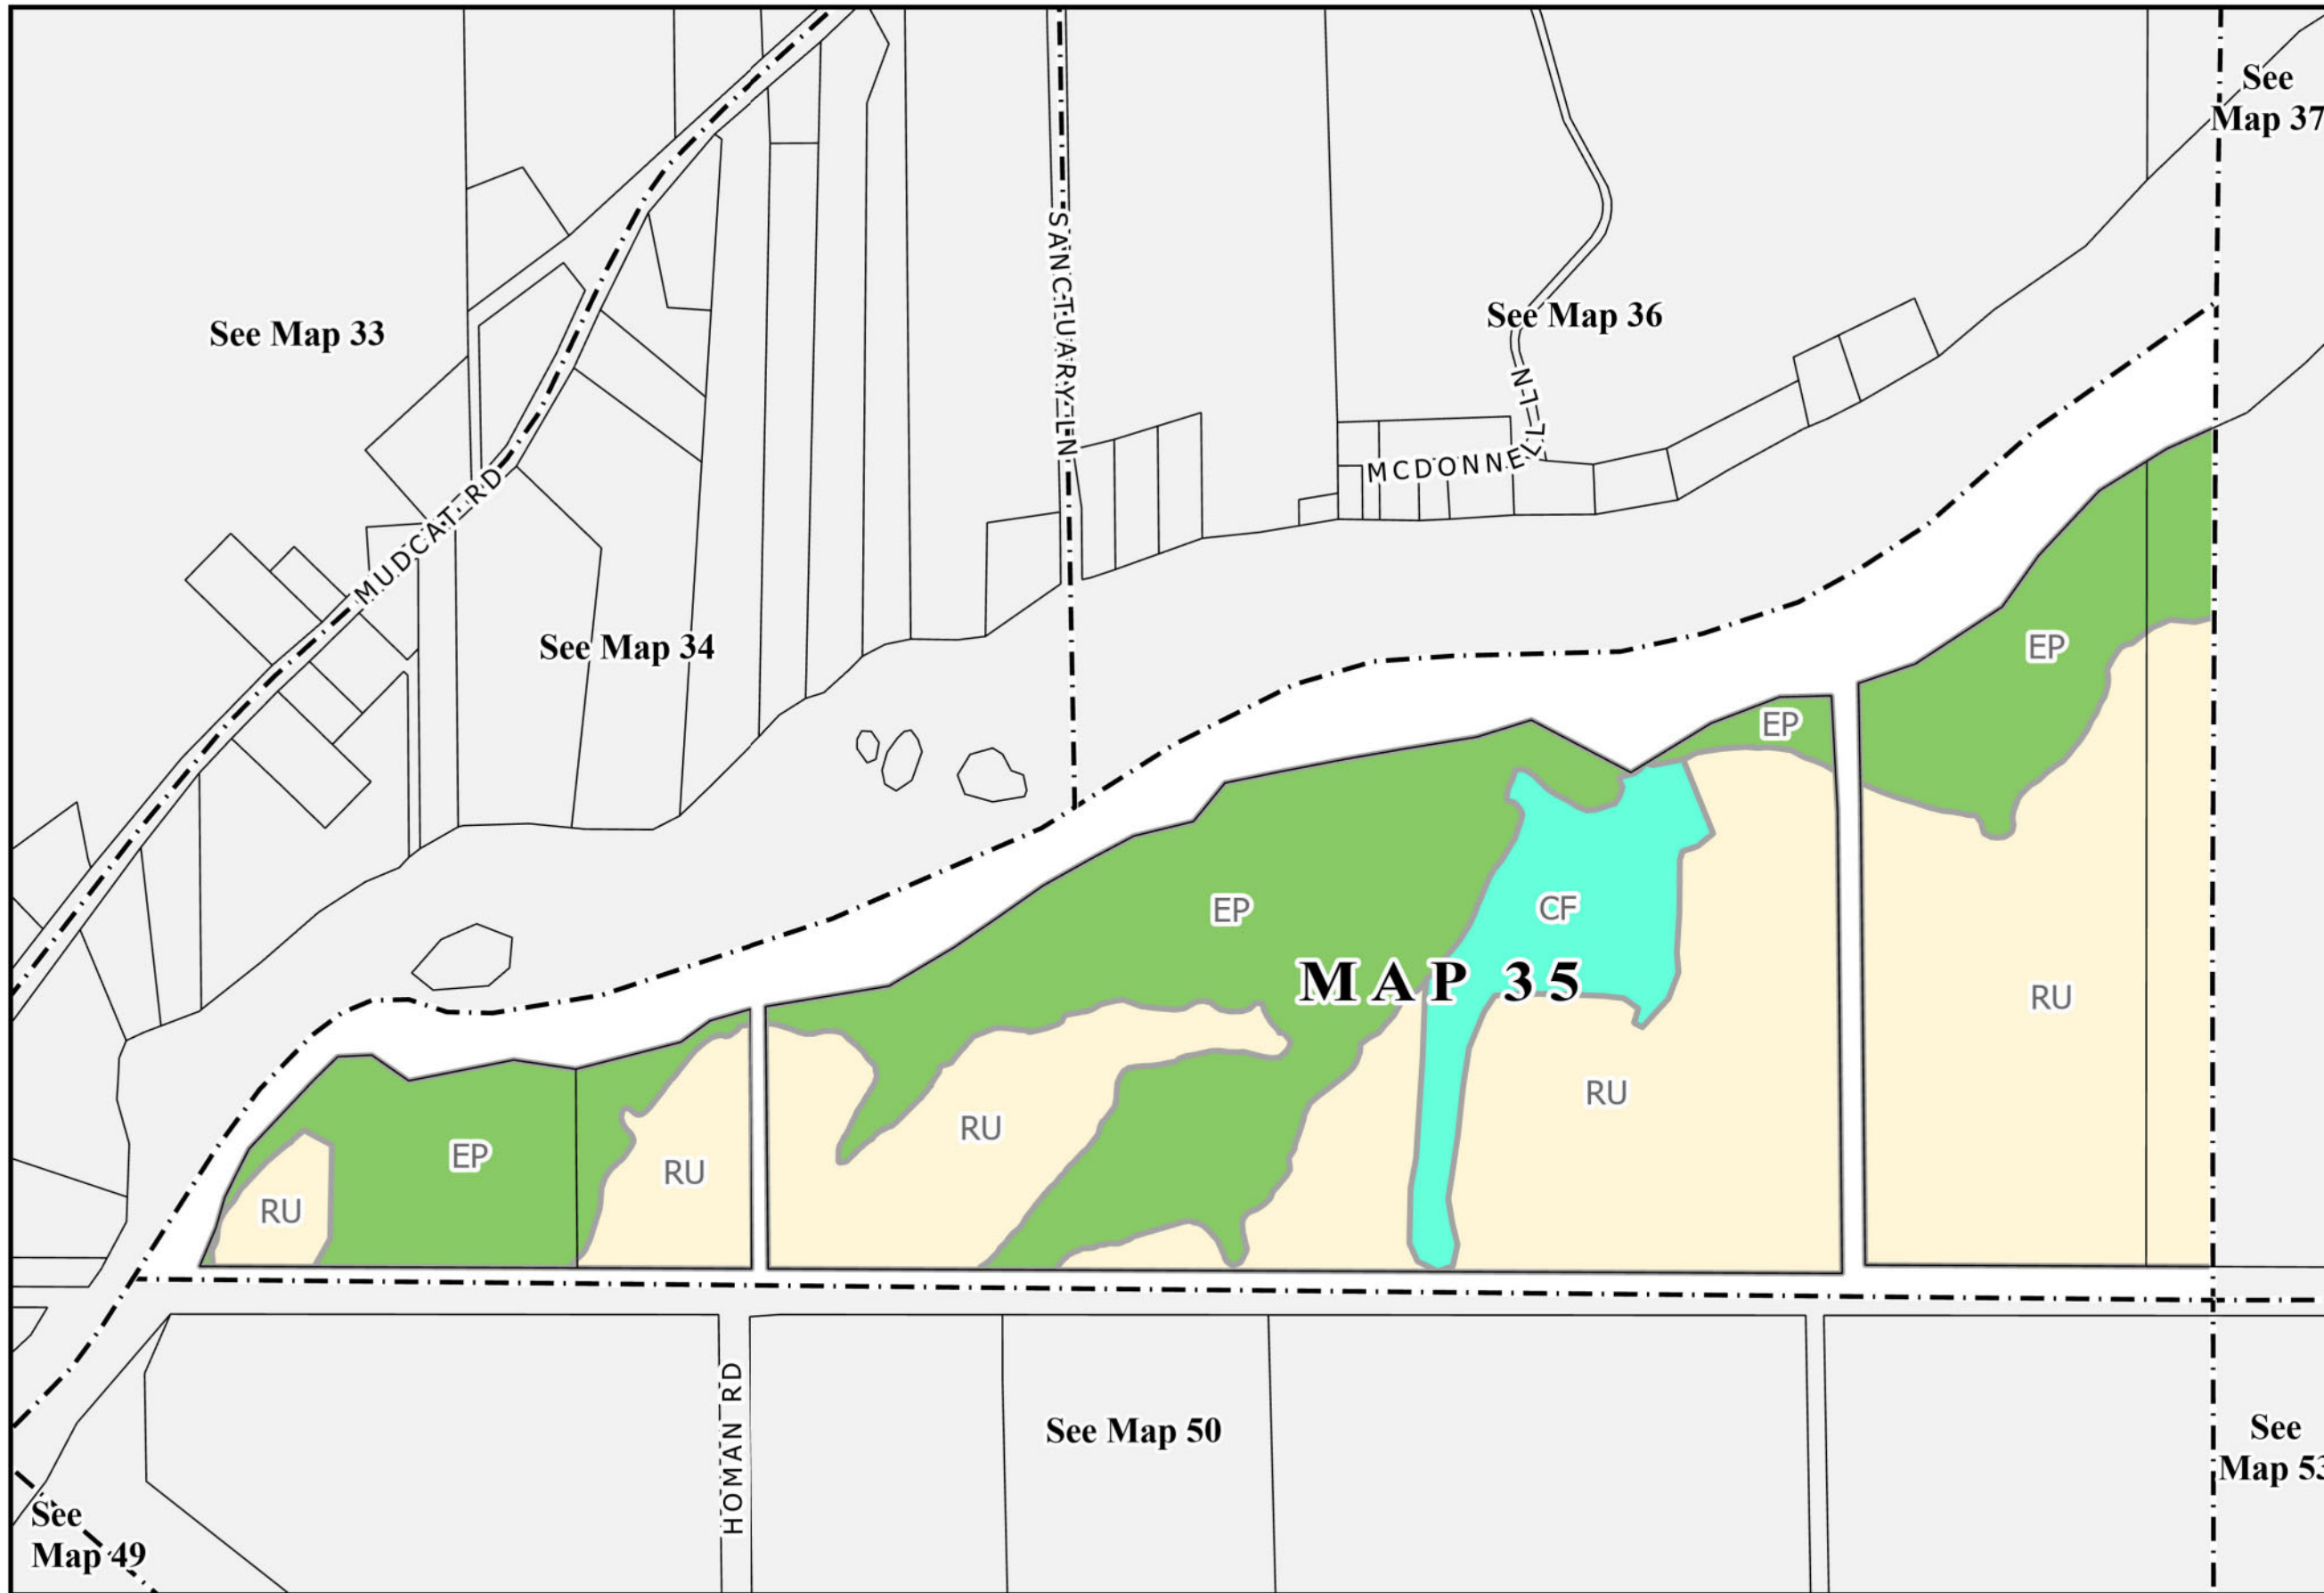 See
Map 37
SANCTUARY LN
See Map 33
See Map 36
MCDONNELL LN
MUDCAT RD
See Map 34
EP
EP
EP
CF
MAP 35
RU
RU
RU
EP
RU
RU
HOMAN RD
See Map 50
See
Map 53
See
Map 49